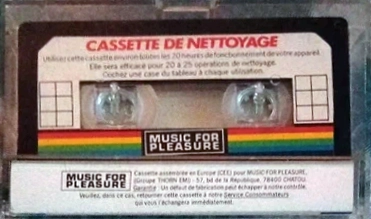 CASSETTE DE NETTOYAGE
Utilisez cette cassette environ toutes les 20 heures de fonctionnement de votre appareil.
Elle sera efficace pour 20 à 25 opérations de nettoyage.
Cochez une case du tableau à chaque utilisation.
MUSIC FOR
PLEASURE
MUSIC FOR
PLEASURE
Cassette assemblée en Europe (CEE) pour MUSIC FOR PLEASURE,
(Groupe THORN EMI) - 57, bd de la République, 78400 CHATOU.
Garantie : Un défaut de fabrication peut échapper à notre contrôle.
Veuillez, dans ce cas, retourner cette cassette à notre Service Consommateurs
qui vous l'échangera immédiatement.